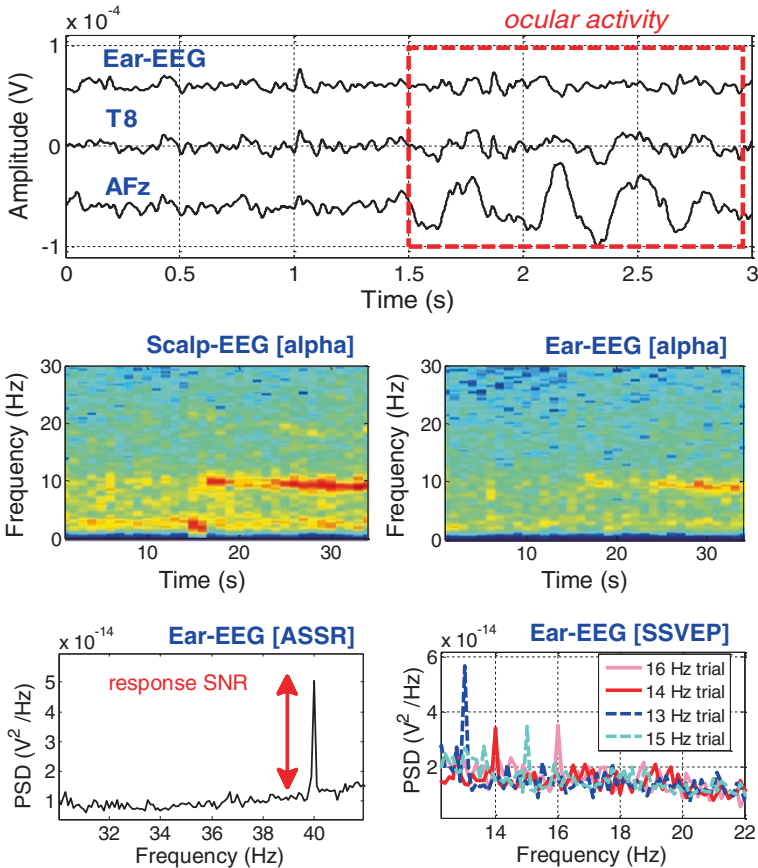 x 10⁻⁴
ocular activity
1
Ear-EEG
T8
0
AFz
-1
Amplitude (V)
0 0.5 1 1.5 2 2.5 3
Time (s)
Scalp-EEG [alpha]
30
20
10
0
Frequency (Hz)
10 20 30
Time (s)
Ear-EEG [alpha]
30
20
10
0
Frequency (Hz)
10 20 30
Time (s)
x 10⁻¹⁴
Ear-EEG [ASSR]
response SNR
5
4
3
2
1
PSD (V² /Hz)
32 34 36 38 40
Frequency (Hz)
x 10⁻¹⁴
Ear-EEG [SSVEP]
6
4
2
PSD (V² /Hz)
16 Hz trial
14 Hz trial
13 Hz trial
15 Hz trial
14 16 18 20 22
Frequency (Hz)